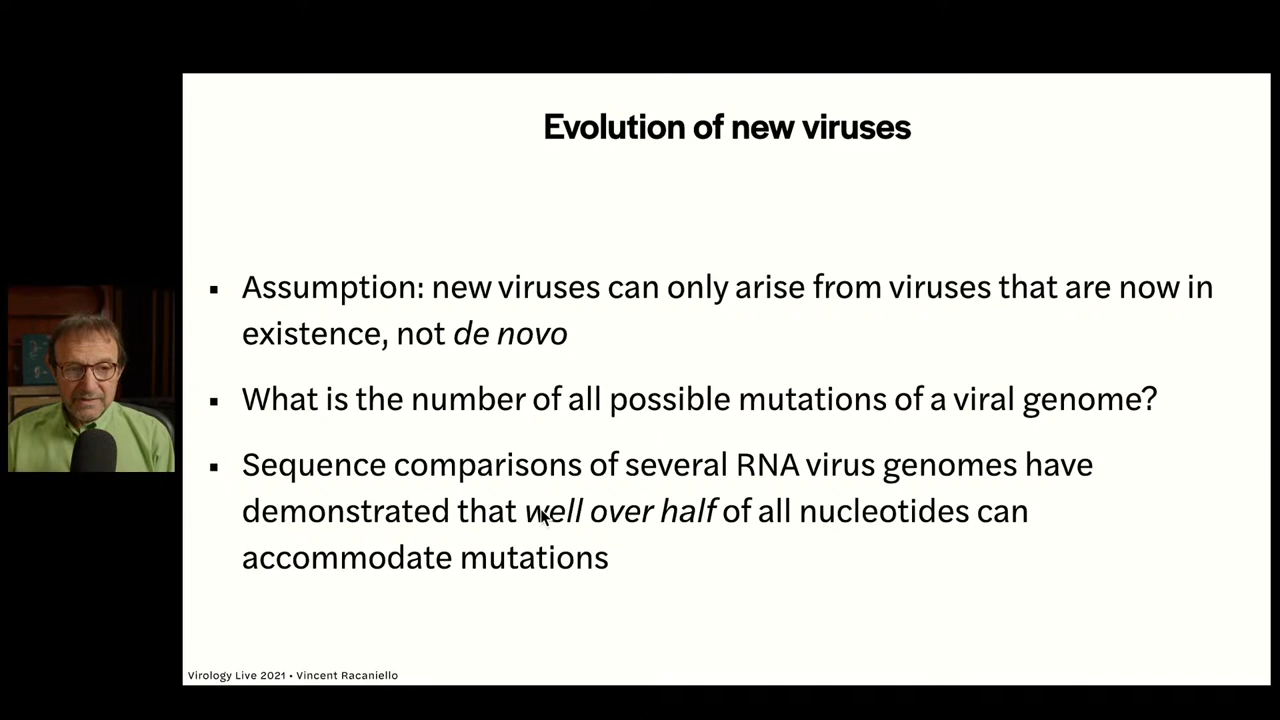 Evolution of new viruses
▪ Assumption: new viruses can only arise from viruses that are now in
existence, not de novo
▪ What is the number of all possible mutations of a viral genome?
▪ Sequence comparisons of several RNA virus genomes have
demonstrated that well over half of all nucleotides can
accommodate mutations
Virology Live 2021 • Vincent Racaniello